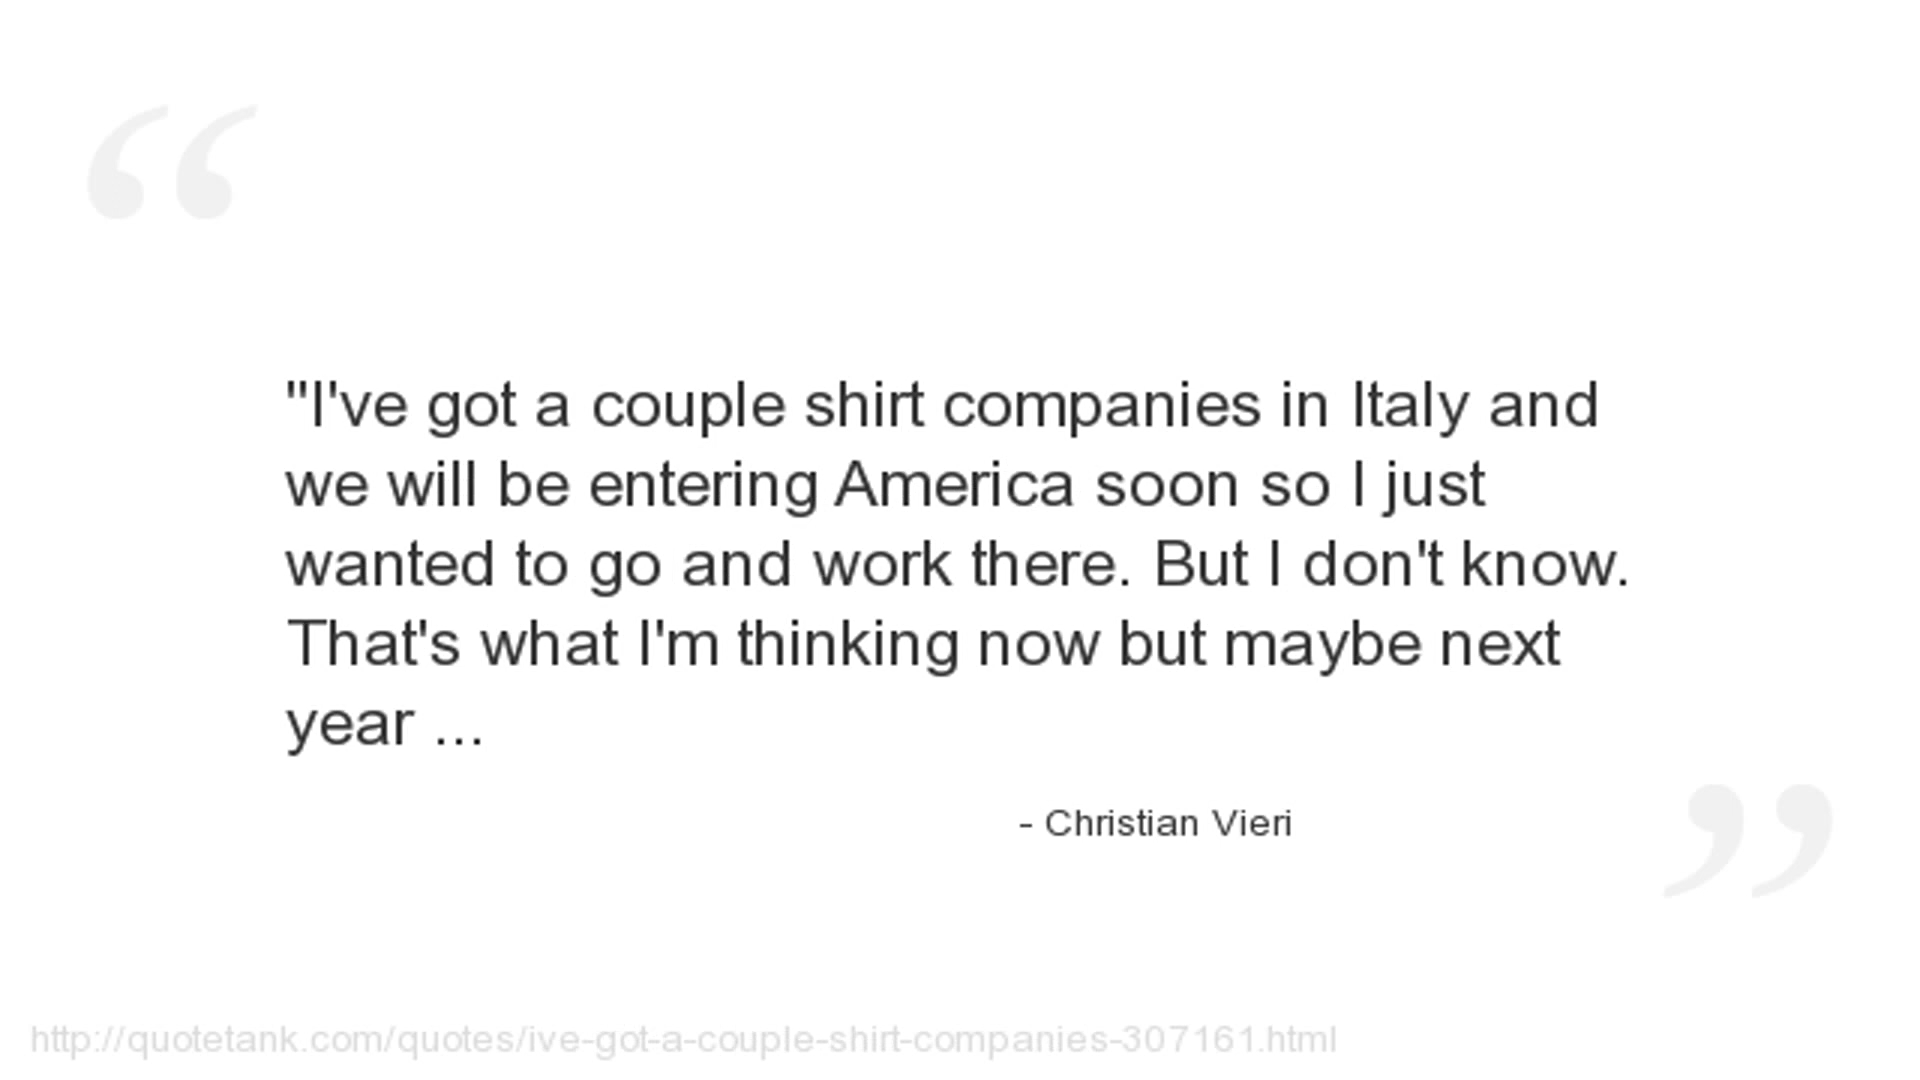 "I've got a couple shirt companies in Italy and
we will be entering America soon so I just
wanted to go and work there. But I don't know.
That's what I'm thinking now but maybe next
year ...
- Christian Vieri
http://quotetank.com/quotes/ive-got-a-couple-shirt-companies-307161.html